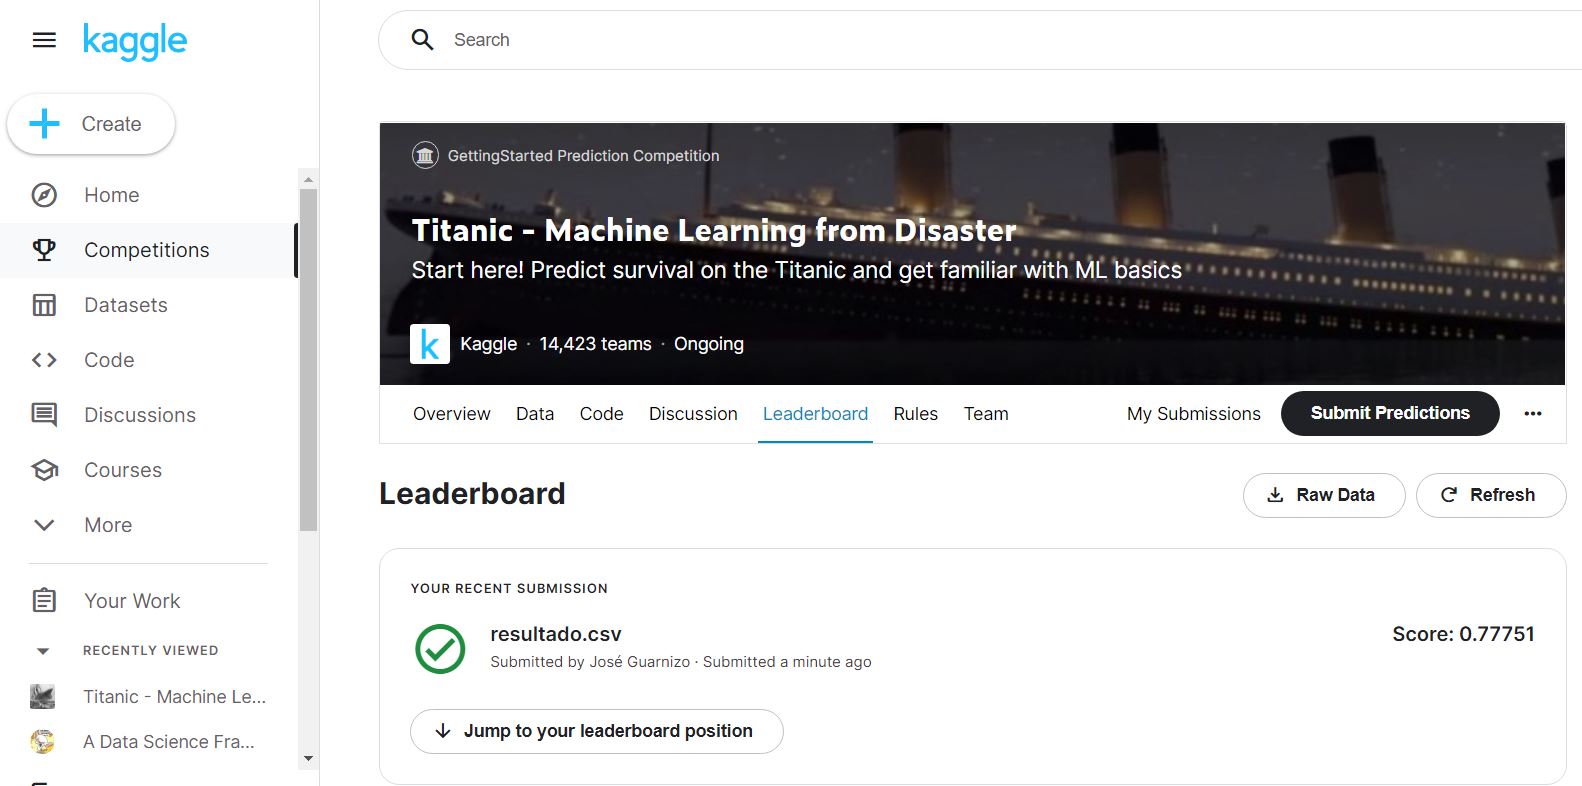 kaggle
Search
Create
Home
Competitions
Datasets
Code
Discussions
Courses
More
Your Work
RECENTLY VIEWED
Titanic - Machine Le...
A Data Science Fra...
GettingStarted Prediction Competition
Titanic - Machine Learning from Disaster
Start here! Predict survival on the Titanic and get familiar with ML basics
k Kaggle · 14,423 teams · Ongoing
Overview Data Code Discussion Leaderboard Rules Team My Submissions Submit Predictions ...
Leaderboard
Raw Data Refresh
YOUR RECENT SUBMISSION
resultado.csv Score: 0.77751
Submitted by José Guarnizo · Submitted a minute ago
Jump to your leaderboard position